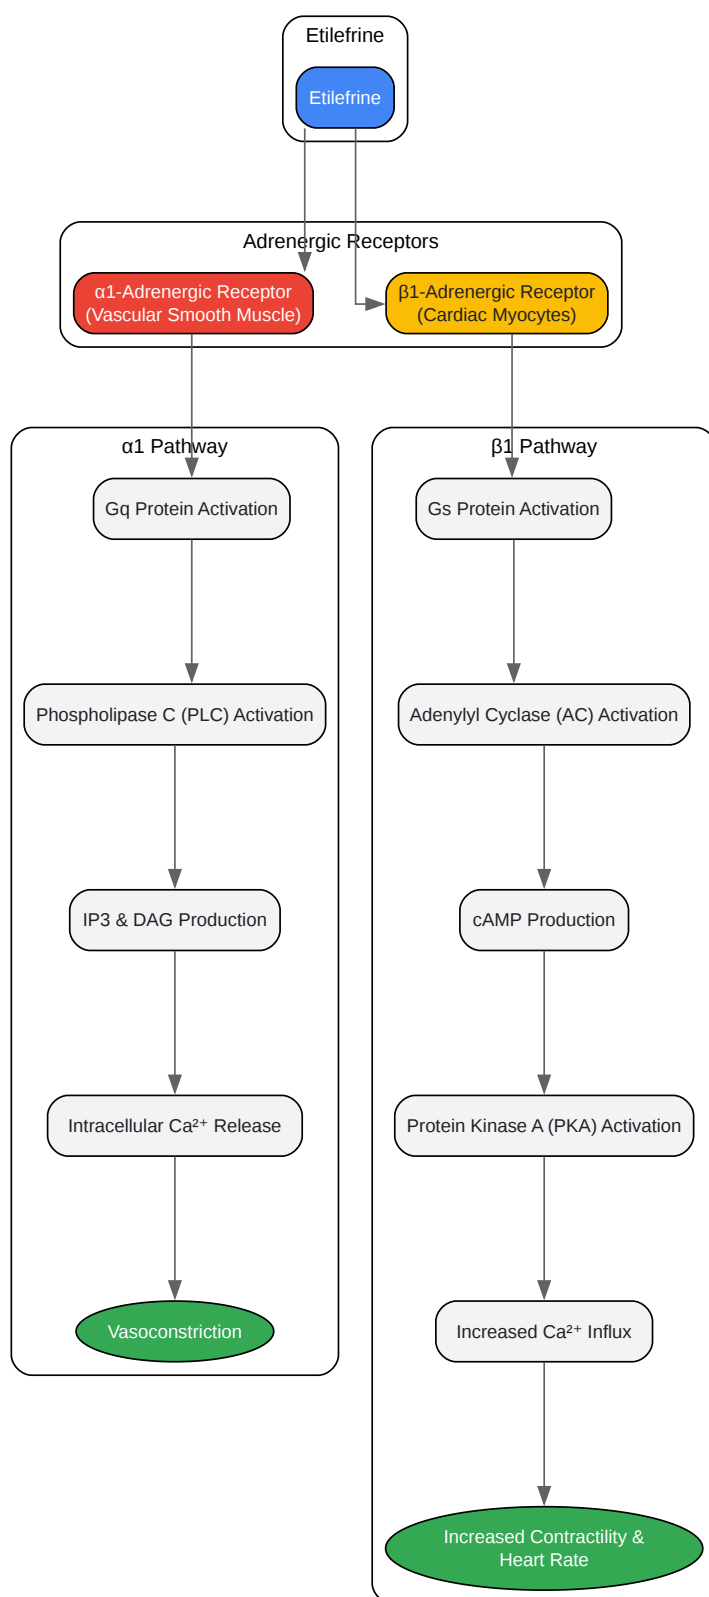 Etilefrine
Etilefrine
Adrenergic Receptors
α1-Adrenergic Receptor
(Vascular Smooth Muscle)
β1-Adrenergic Receptor
(Cardiac Myocytes)
α1 Pathway
Gq Protein Activation
Phospholipase C (PLC) Activation
IP3 & DAG Production
Intracellular Ca²⁺ Release
Vasoconstriction
β1 Pathway
Gs Protein Activation
Adenylyl Cyclase (AC) Activation
cAMP Production
Protein Kinase A (PKA) Activation
Increased Ca²⁺ Influx
Increased Contractility &
Heart Rate